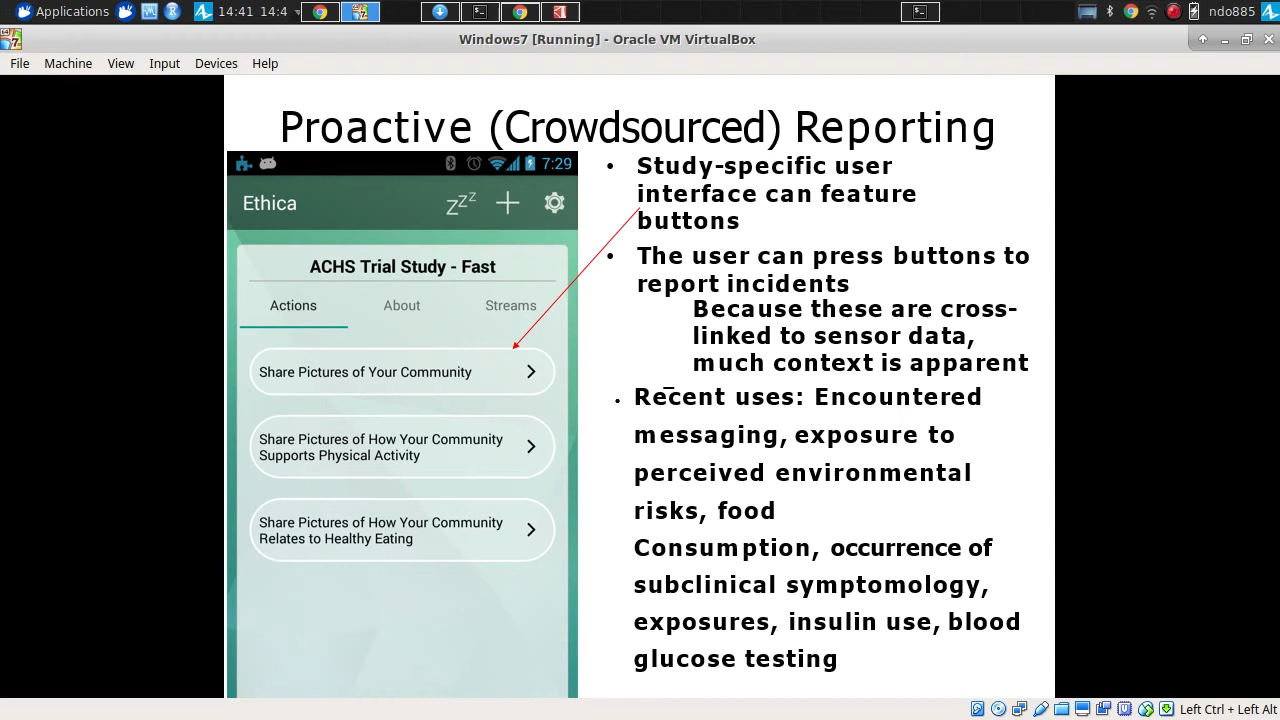 Applications 14:41 14:4 ndo885
Windows7 [Running] - Oracle VM VirtualBox
File Machine View Input Devices Help
Proactive (Crowdsourced) Reporting
7:29
Ethica
ACHS Trial Study - Fast
Actions About Streams
Share Pictures of Your Community
Share Pictures of How Your Community
Supports Physical Activity
Share Pictures of How Your Community
Relates to Healthy Eating
• Study-specific user
interface can feature
buttons
• The user can press buttons to
report incidents
Because these are cross-
linked to sensor data,
much context is apparent
• Recent uses: Encountered
messaging, exposure to
perceived environmental
risks, food
Consumption, occurrence of
subclinical symptomology,
exposures, insulin use, blood
glucose testing
Left Ctrl + Left Alt